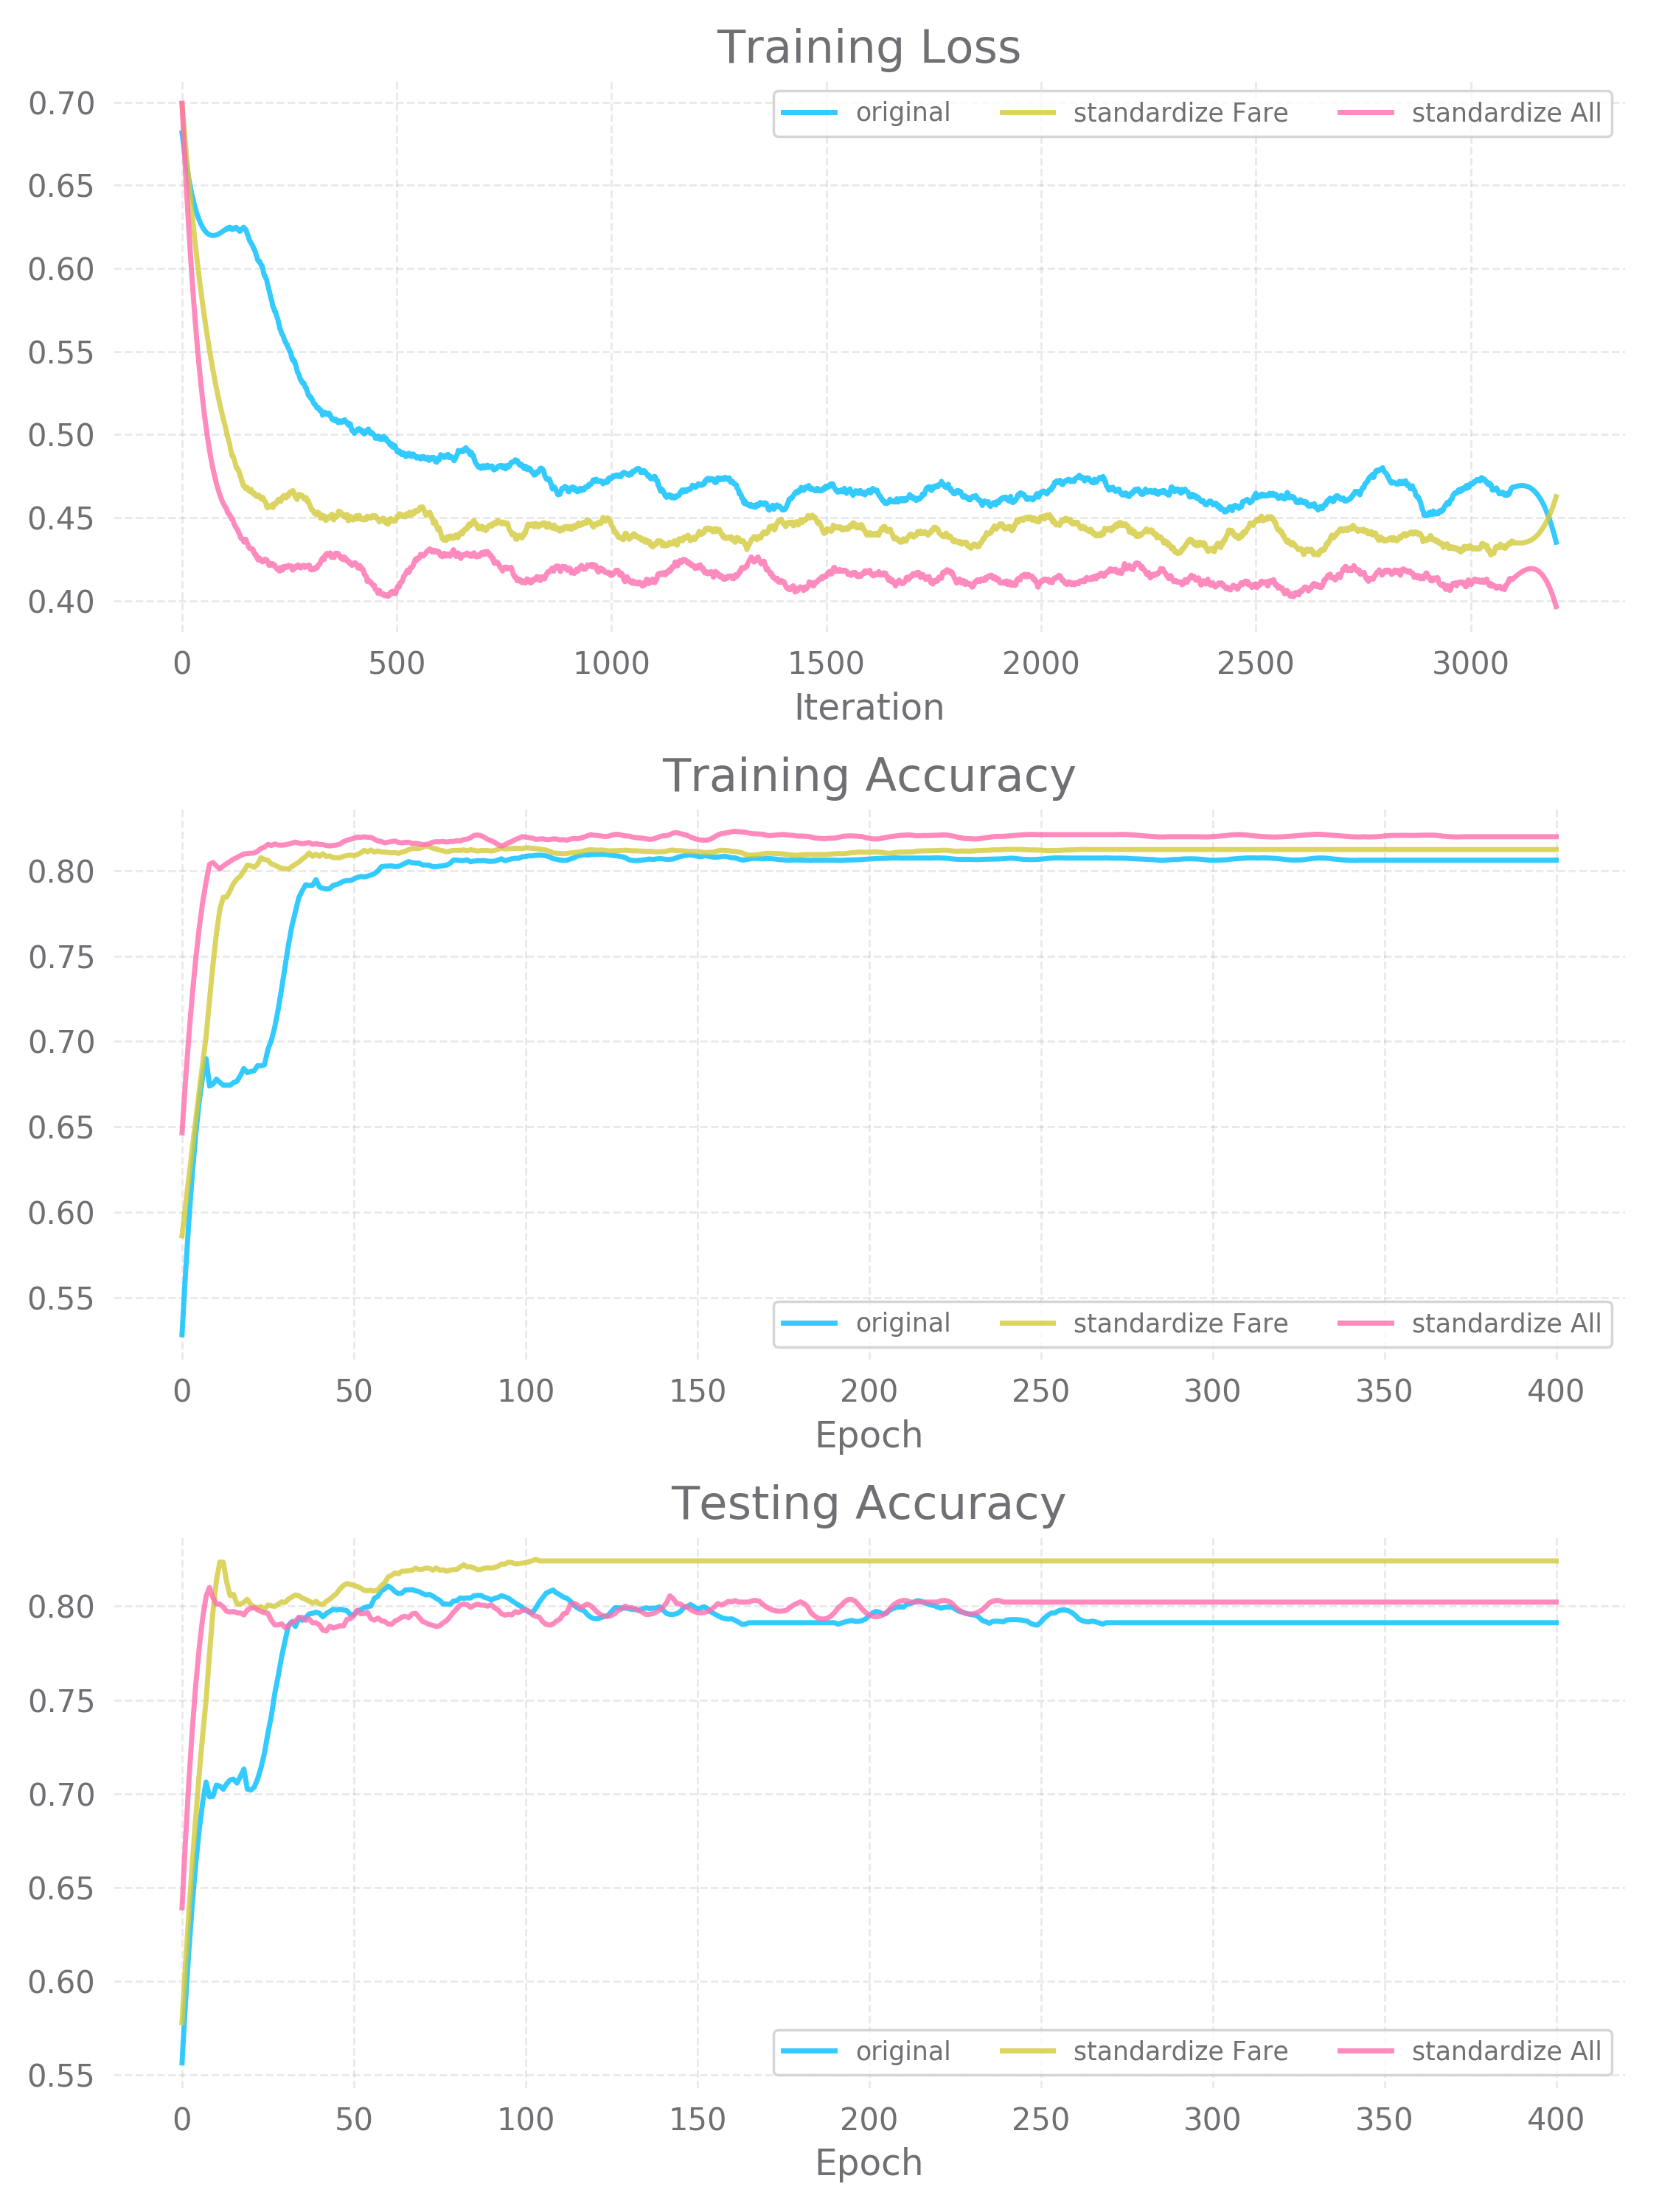 Training Loss
original standardize Fare standardize All
0.70
0.65
0.60
0.55
0.50
0.45
0.40
0 500 1000 1500 2000 2500 3000
Iteration
Training Accuracy
0.80
0.75
0.70
0.65
0.60
0.55
original standardize Fare standardize All
0 50 100 150 200 250 300 350 400
Epoch
Testing Accuracy
0.80
0.75
0.70
0.65
0.60
0.55
original standardize Fare standardize All
0 50 100 150 200 250 300 350 400
Epoch